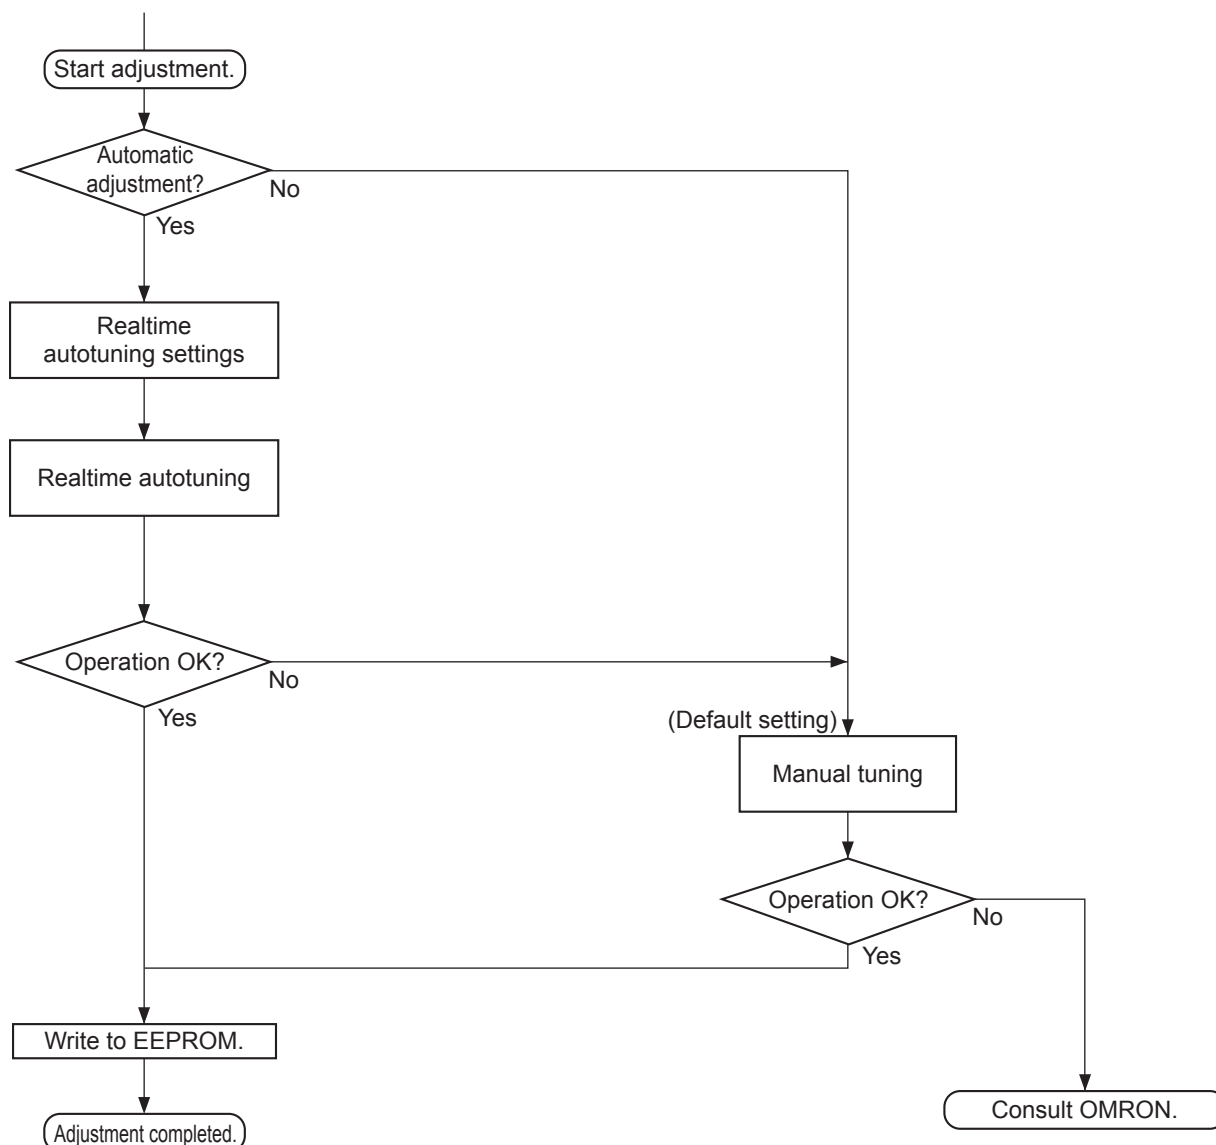 Start adjustment.
Automatic
adjustment?
No
Yes
Realtime
autotuning settings
Realtime autotuning
Operation OK?
No
Yes
(Default setting)
Manual tuning
Operation OK?
No
Yes
Write to EEPROM.
Consult OMRON.
Adjustment completed.